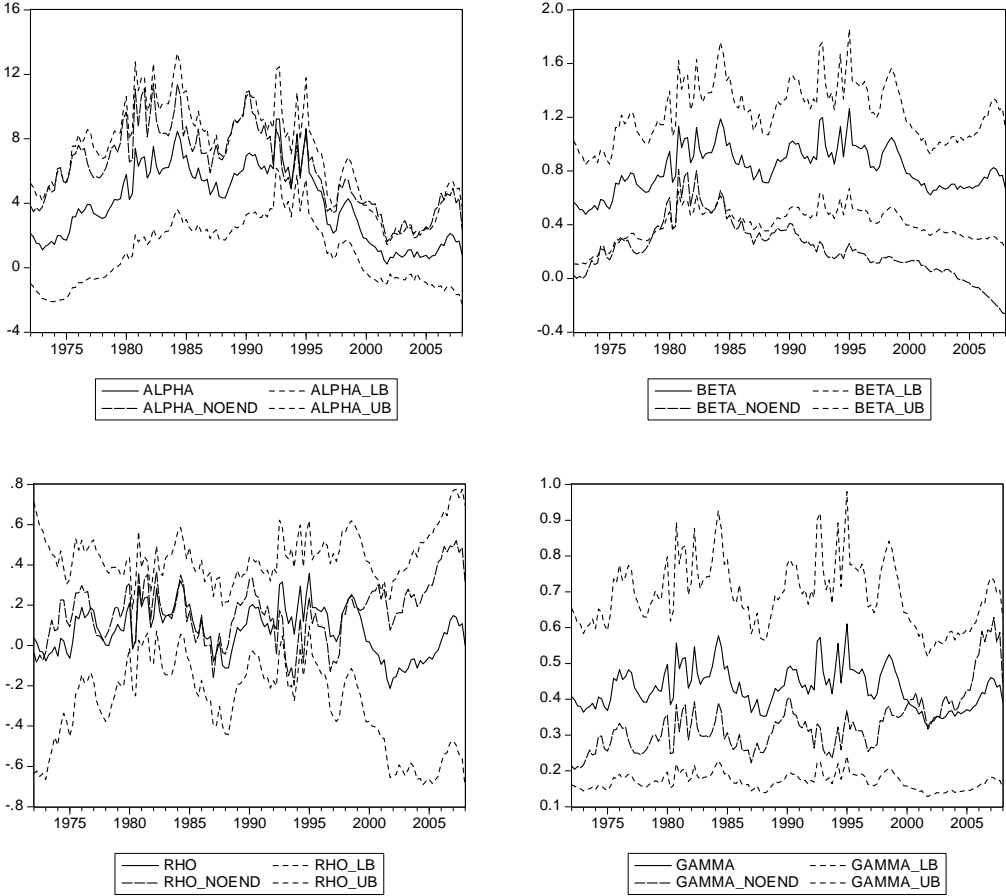 16
12
8
4
0
-4
1975 1980 1985 1990 1995 2000 2005
ALPHA ALPHA_LB
ALPHA_NOEND ALPHA_UB
2.0
1.6
1.2
0.8
0.4
0.0
-0.4
1975 1980 1985 1990 1995 2000 2005
BETA BETA_LB
BETA_NOEND BETA_UB
.8
.6
.4
.2
.0
-.2
-.4
-.6
-.8
1975 1980 1985 1990 1995 2000 2005
RHO RHO_LB
RHO_NOEND RHO_UB
1.0
0.9
0.8
0.7
0.6
0.5
0.4
0.3
0.2
0.1
1975 1980 1985 1990 1995 2000 2005
GAMMA GAMMA_LB
GAMMA_NOEND GAMMA_UB